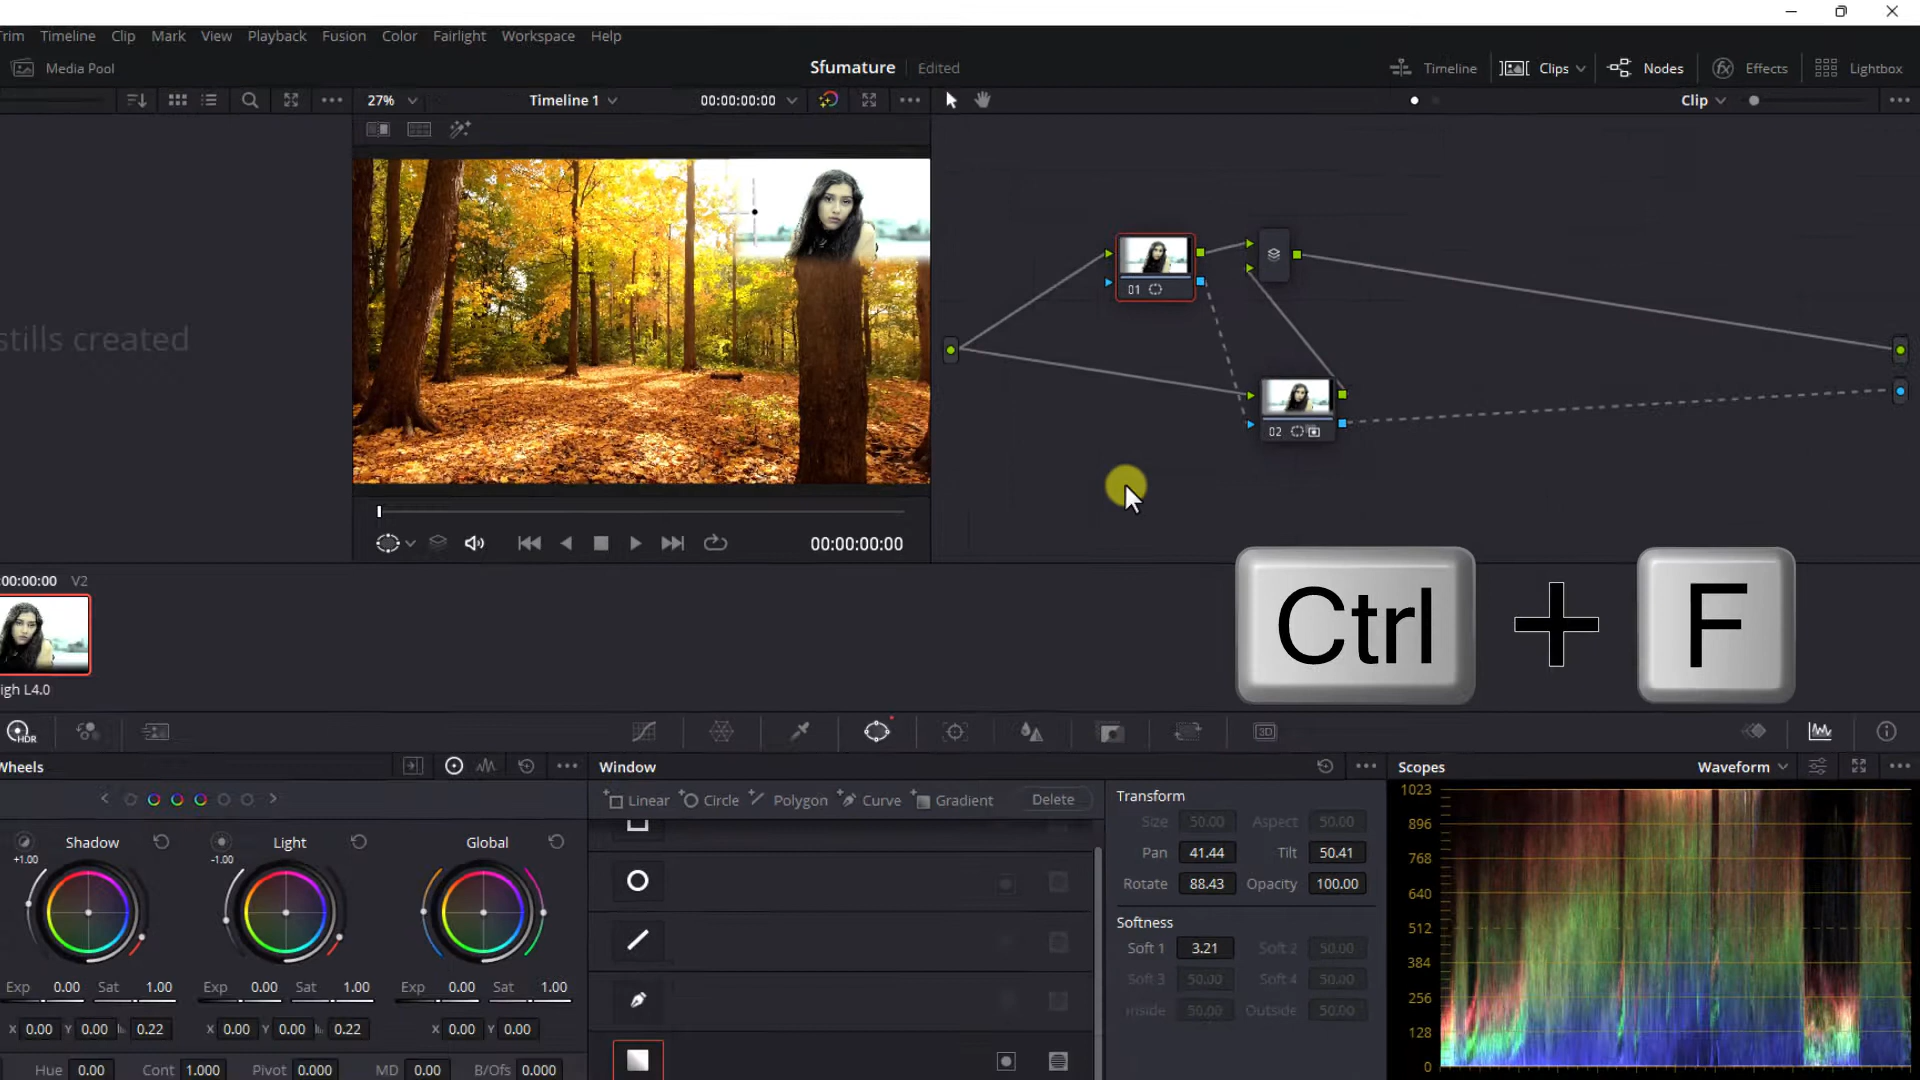 rim Timeline Clip Mark View Playback Fusion Color Fairlight Workspace Help
Media Pool
Sfumature Edited
Timeline Clips Nodes Effects Lightbox
27% Timeline 1 00:00:00:00
Clip
stills created
01
02
00:00:00:00
00:00:00:00 V2
igh L4.0
Ctrl + F
HDR
3D
Wheels
Window
Scopes Waveform
Linear Circle Polygon Curve Gradient Delete
Shadow Light Global
+1.00 -1.00
Exp 0.00 Sat 1.00 Exp 0.00 Sat 1.00 Exp 0.00 Sat 1.00
X 0.00 Y 0.00 0.22 X 0.00 Y 0.00 0.22 X 0.00 Y 0.00
Hue 0.00 Cont 1.000 Pivot 0.000 MD 0.00 B/Ofs 0.000
Transform
Size 50.00 Aspect 50.00
Pan 41.44 Tilt 50.41
Rotate 88.43 Opacity 100.00
Softness
Soft 1 3.21 Soft 2 50.00
Soft 3 50.00 Soft 4 50.00
Inside 50.00 Outside 50.00
1023
896
768
640
512
384
256
128
0